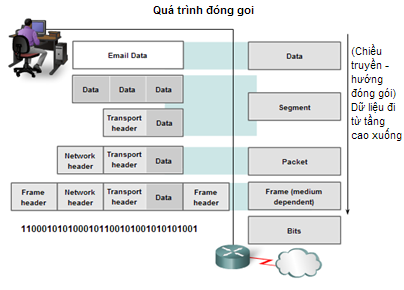 Quá trình đóng goi
Email Data
Data
Data
Data
Data
Segment
Transport
header
Data
Network
header
Transport
header
Data
Packet
Frame
header
Network
header
Transport
header
Data
Frame
header
Frame (medium
dependent)
1100010101000101100101001010101001
Bits
(Chiều
truyền -
hướng
đóng gói)
Dữ liệu đi
từ tầng
cao xuống